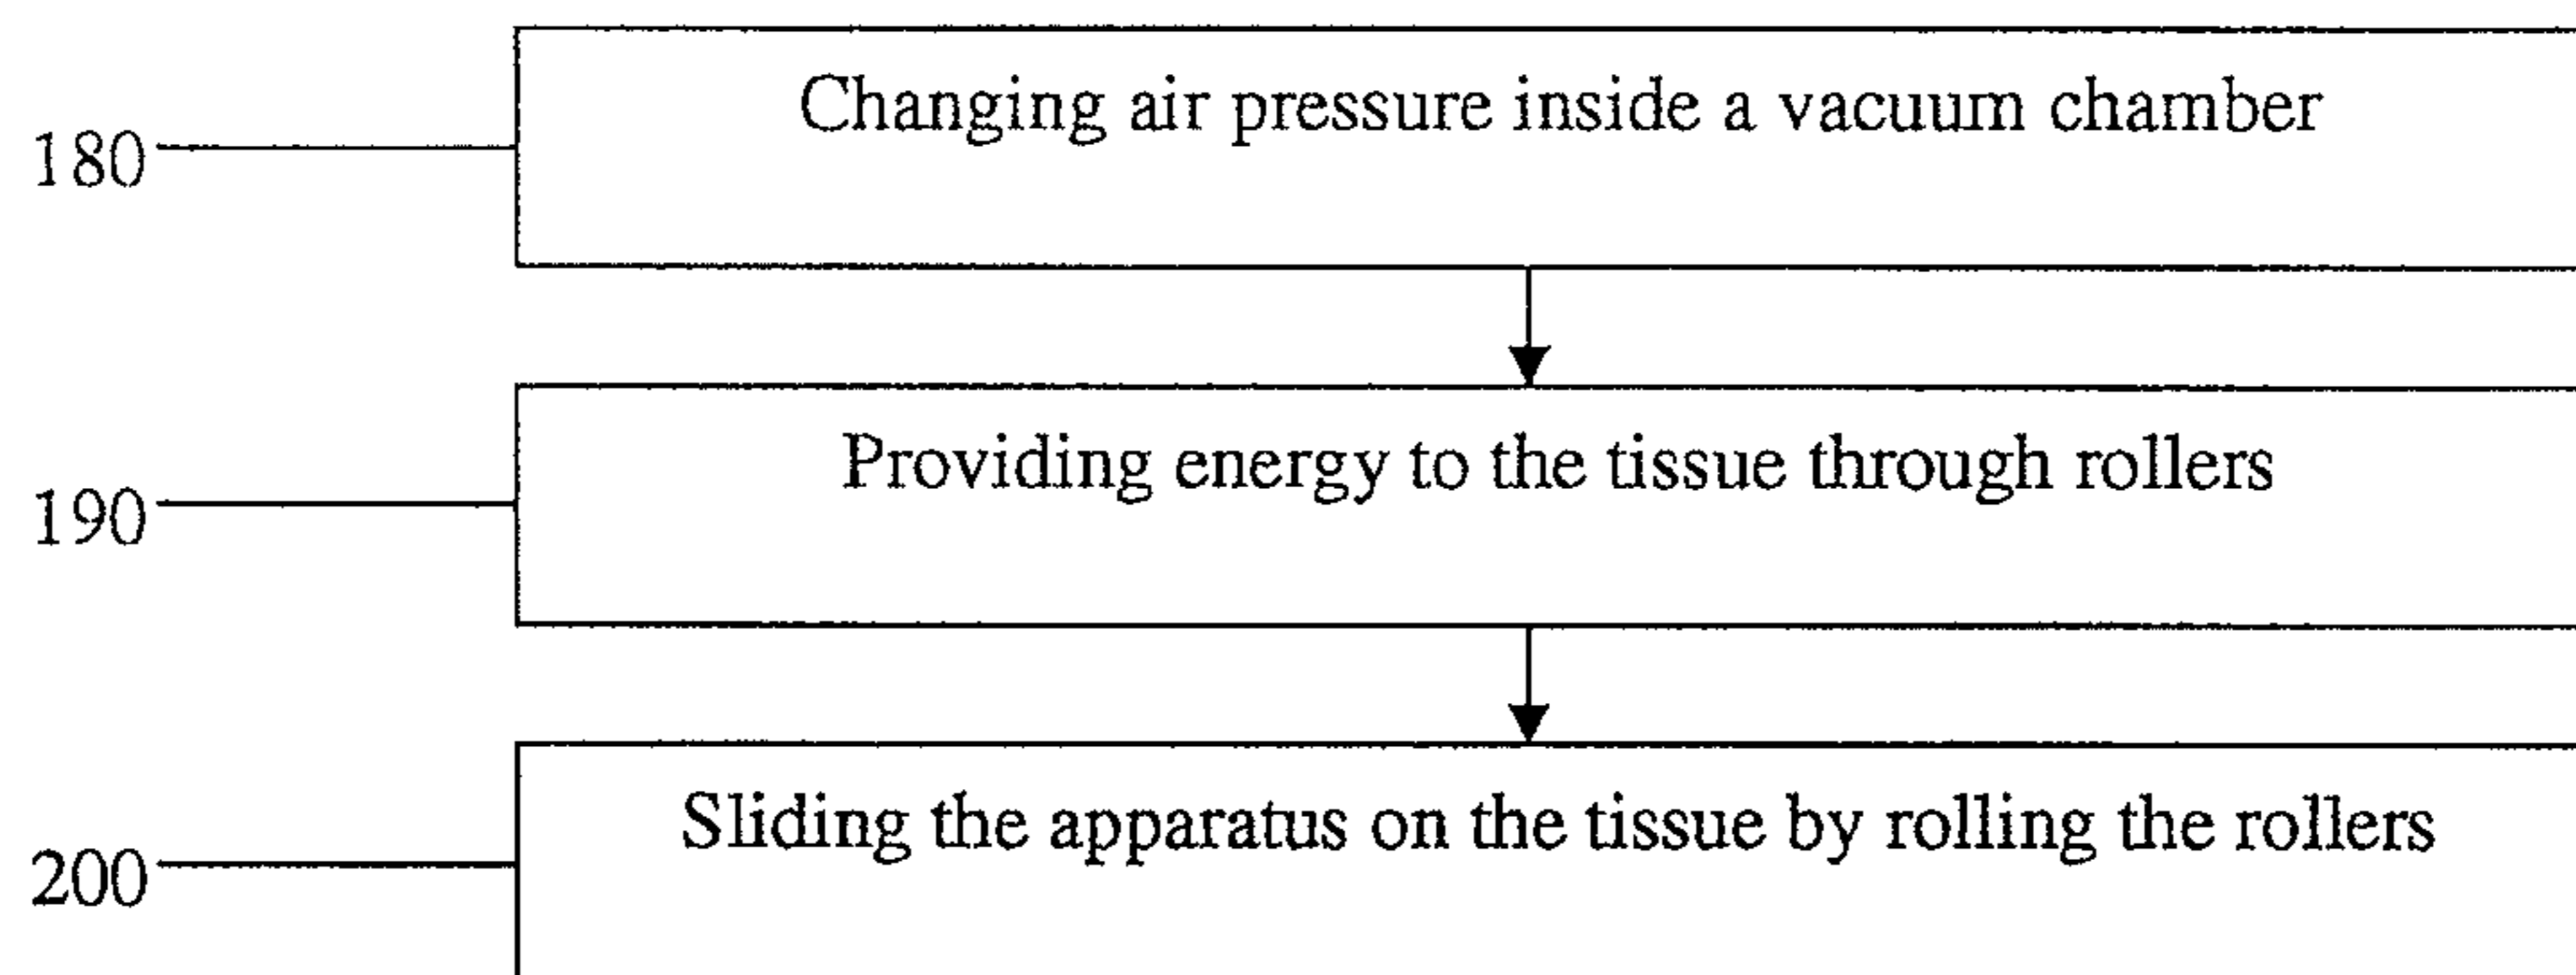 Changing air pressure inside a vacuum chamber
180
Providing energy to the tissue through rollers
190
Sliding the apparatus on the tissue by rolling the rollers
200